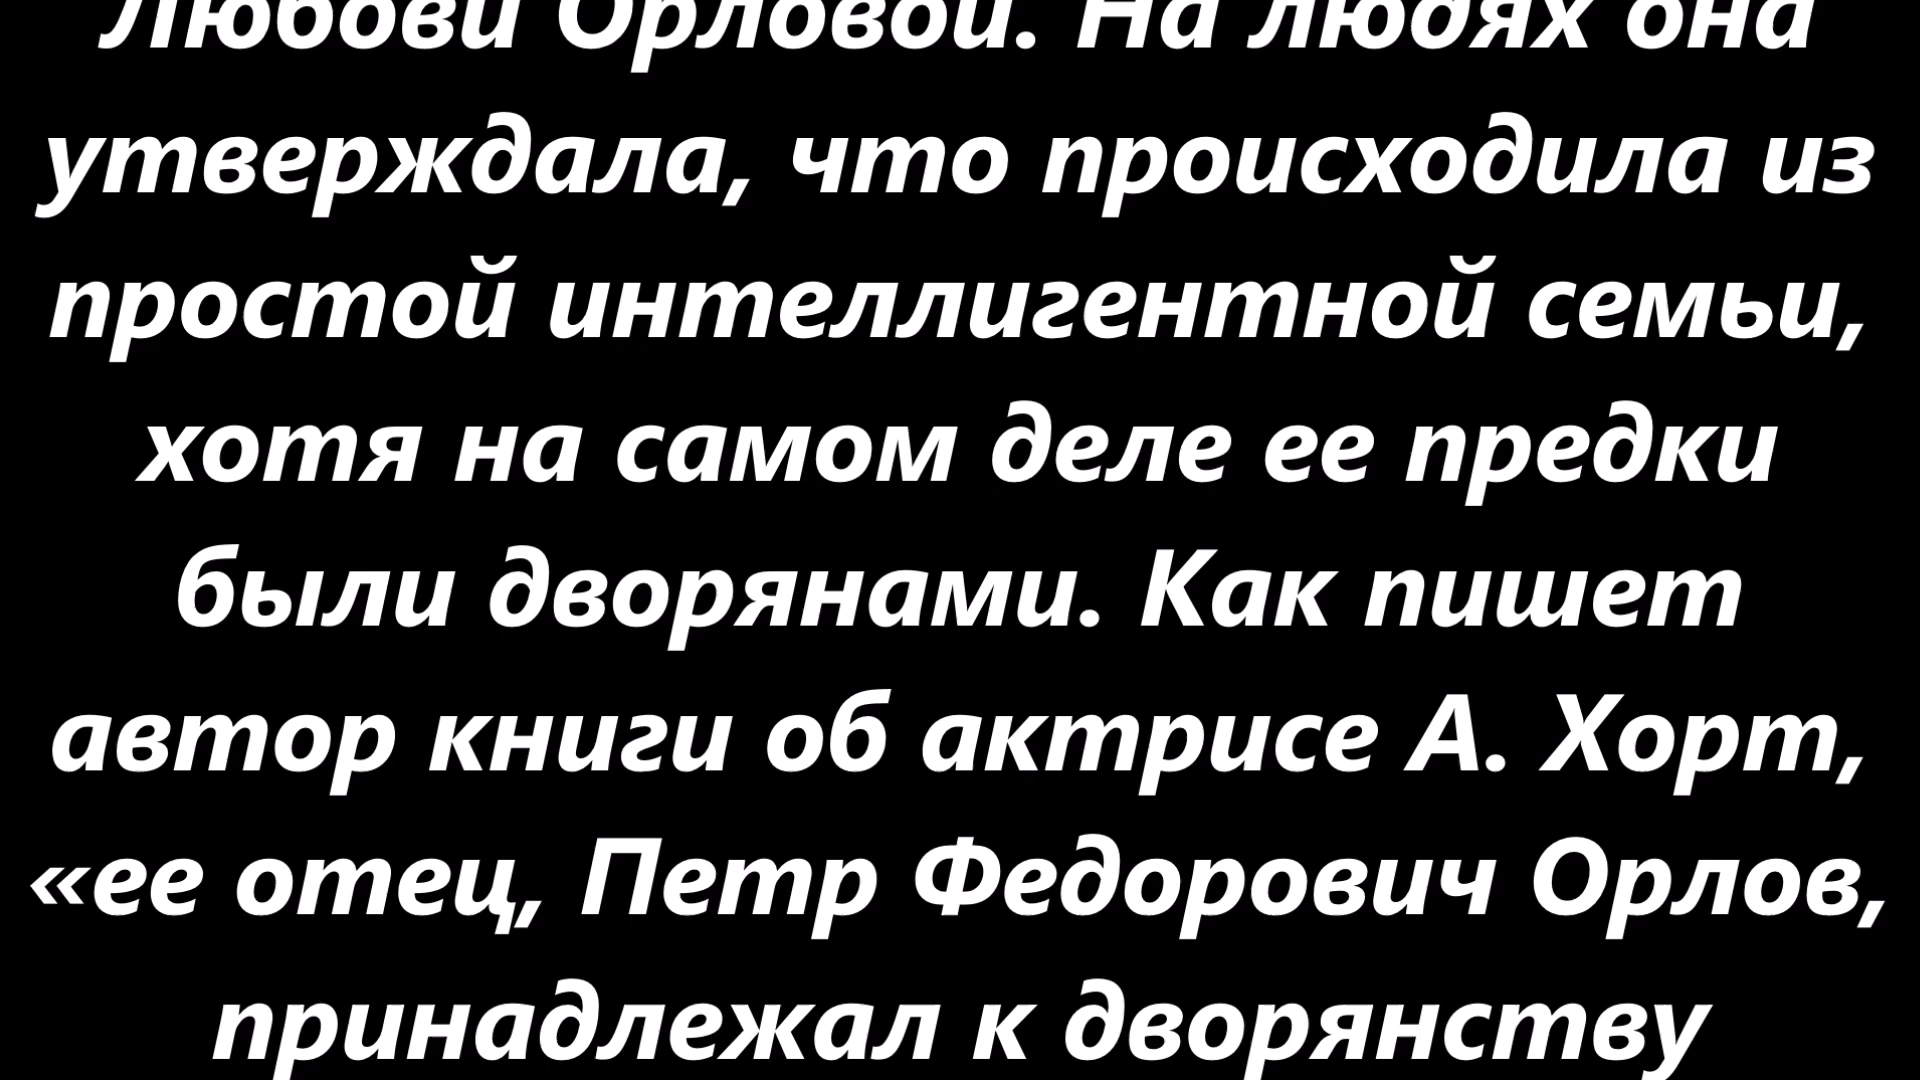 Любови Орловой. На людях она
утверждала, что происходила из
простой интеллигентной семьи,
хотя на самом деле ее предки
были дворянами. Как пишет
автор книги об актрисе А. Хорт,
«ее отец, Петр Федорович Орлов,
принадлежал к дворянству